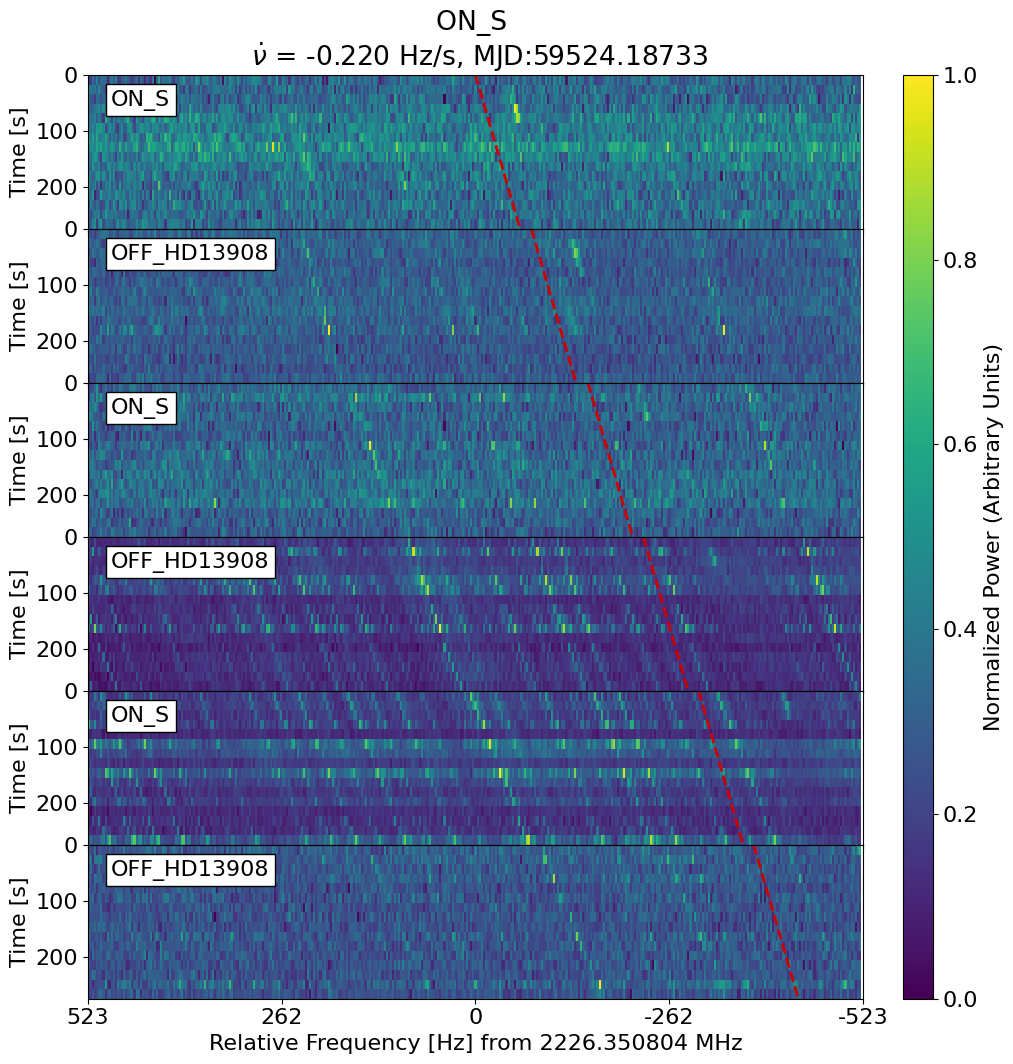 ON_S
ν̇ = -0.220 Hz/s, MJD:59524.18733
0
ON_S
100
Time [s]
200
0
OFF_HD13908
100
Time [s]
200
0
ON_S
100
Time [s]
200
0
OFF_HD13908
100
Time [s]
200
0
ON_S
100
Time [s]
200
0
OFF_HD13908
100
Time [s]
200
523 262 0 -262 -523
Relative Frequency [Hz] from 2226.350804 MHz
1.0
0.8
0.6
0.4
0.2
0.0
Normalized Power (Arbitrary Units)